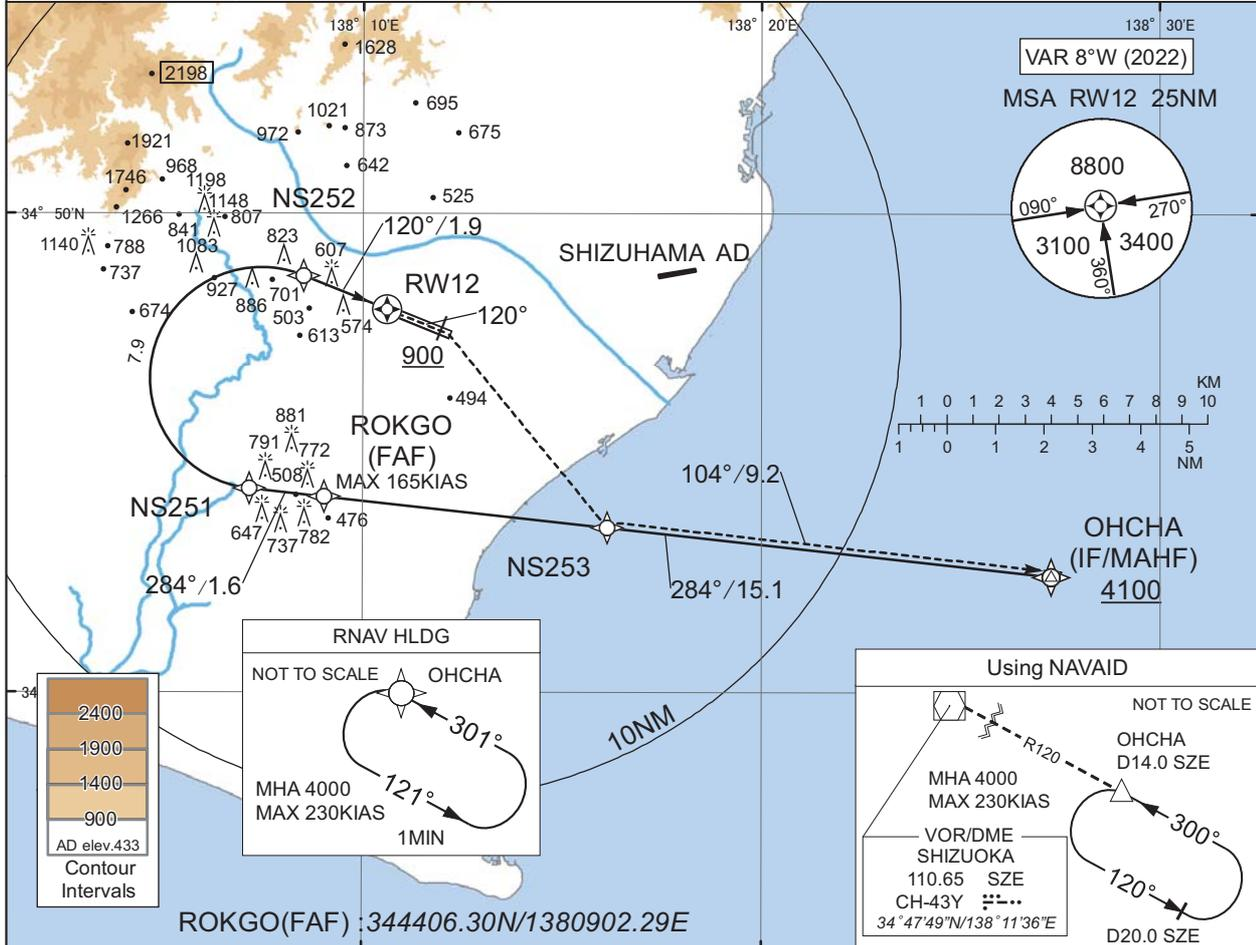 138° 10'E
138° 20'E
138° 30'E
VAR 8°W (2022)
MSA RW12 25NM
8800
090°
270°
3100
3400
360°
1628
2198
695
1021
972
873
675
1921
642
968
1746
1198
525
1148
NS252
34° 50'N
1266
841
807
120°/1.9
1140
788
1083
823
607
SHIZUHAMA AD
737
927
886
701
RW12
674
503
574
120°
613
900
7.9
494
KM
1 0 1 2 3 4 5 6 7 8 9 10
1 0 1 2 3 4 5
NM
881
ROKGO
(FAF)
791
772
508
MAX 165KIAS
104°/9.2
NS251
647
737
782
476
OHCHA
(IF/MAHF)
4100
NS253
284°/1.6
284°/15.1
10NM
RNAV HLDG
NOT TO SCALE
OHCHA
301°
121°
MHA 4000
MAX 230KIAS
1MIN
34
2400
1900
1400
900
AD elev.433
Contour
Intervals
Using NAVAID
NOT TO SCALE
R120
OHCHA
D14.0 SZE
MHA 4000
MAX 230KIAS
300°
120°
D20.0 SZE
VOR/DME
SHIZUOKA
110.65 SZE
CH-43Y
34°47'49"N/138°11'36"E
ROKGO(FAF) :344406.30N/1380902.29E